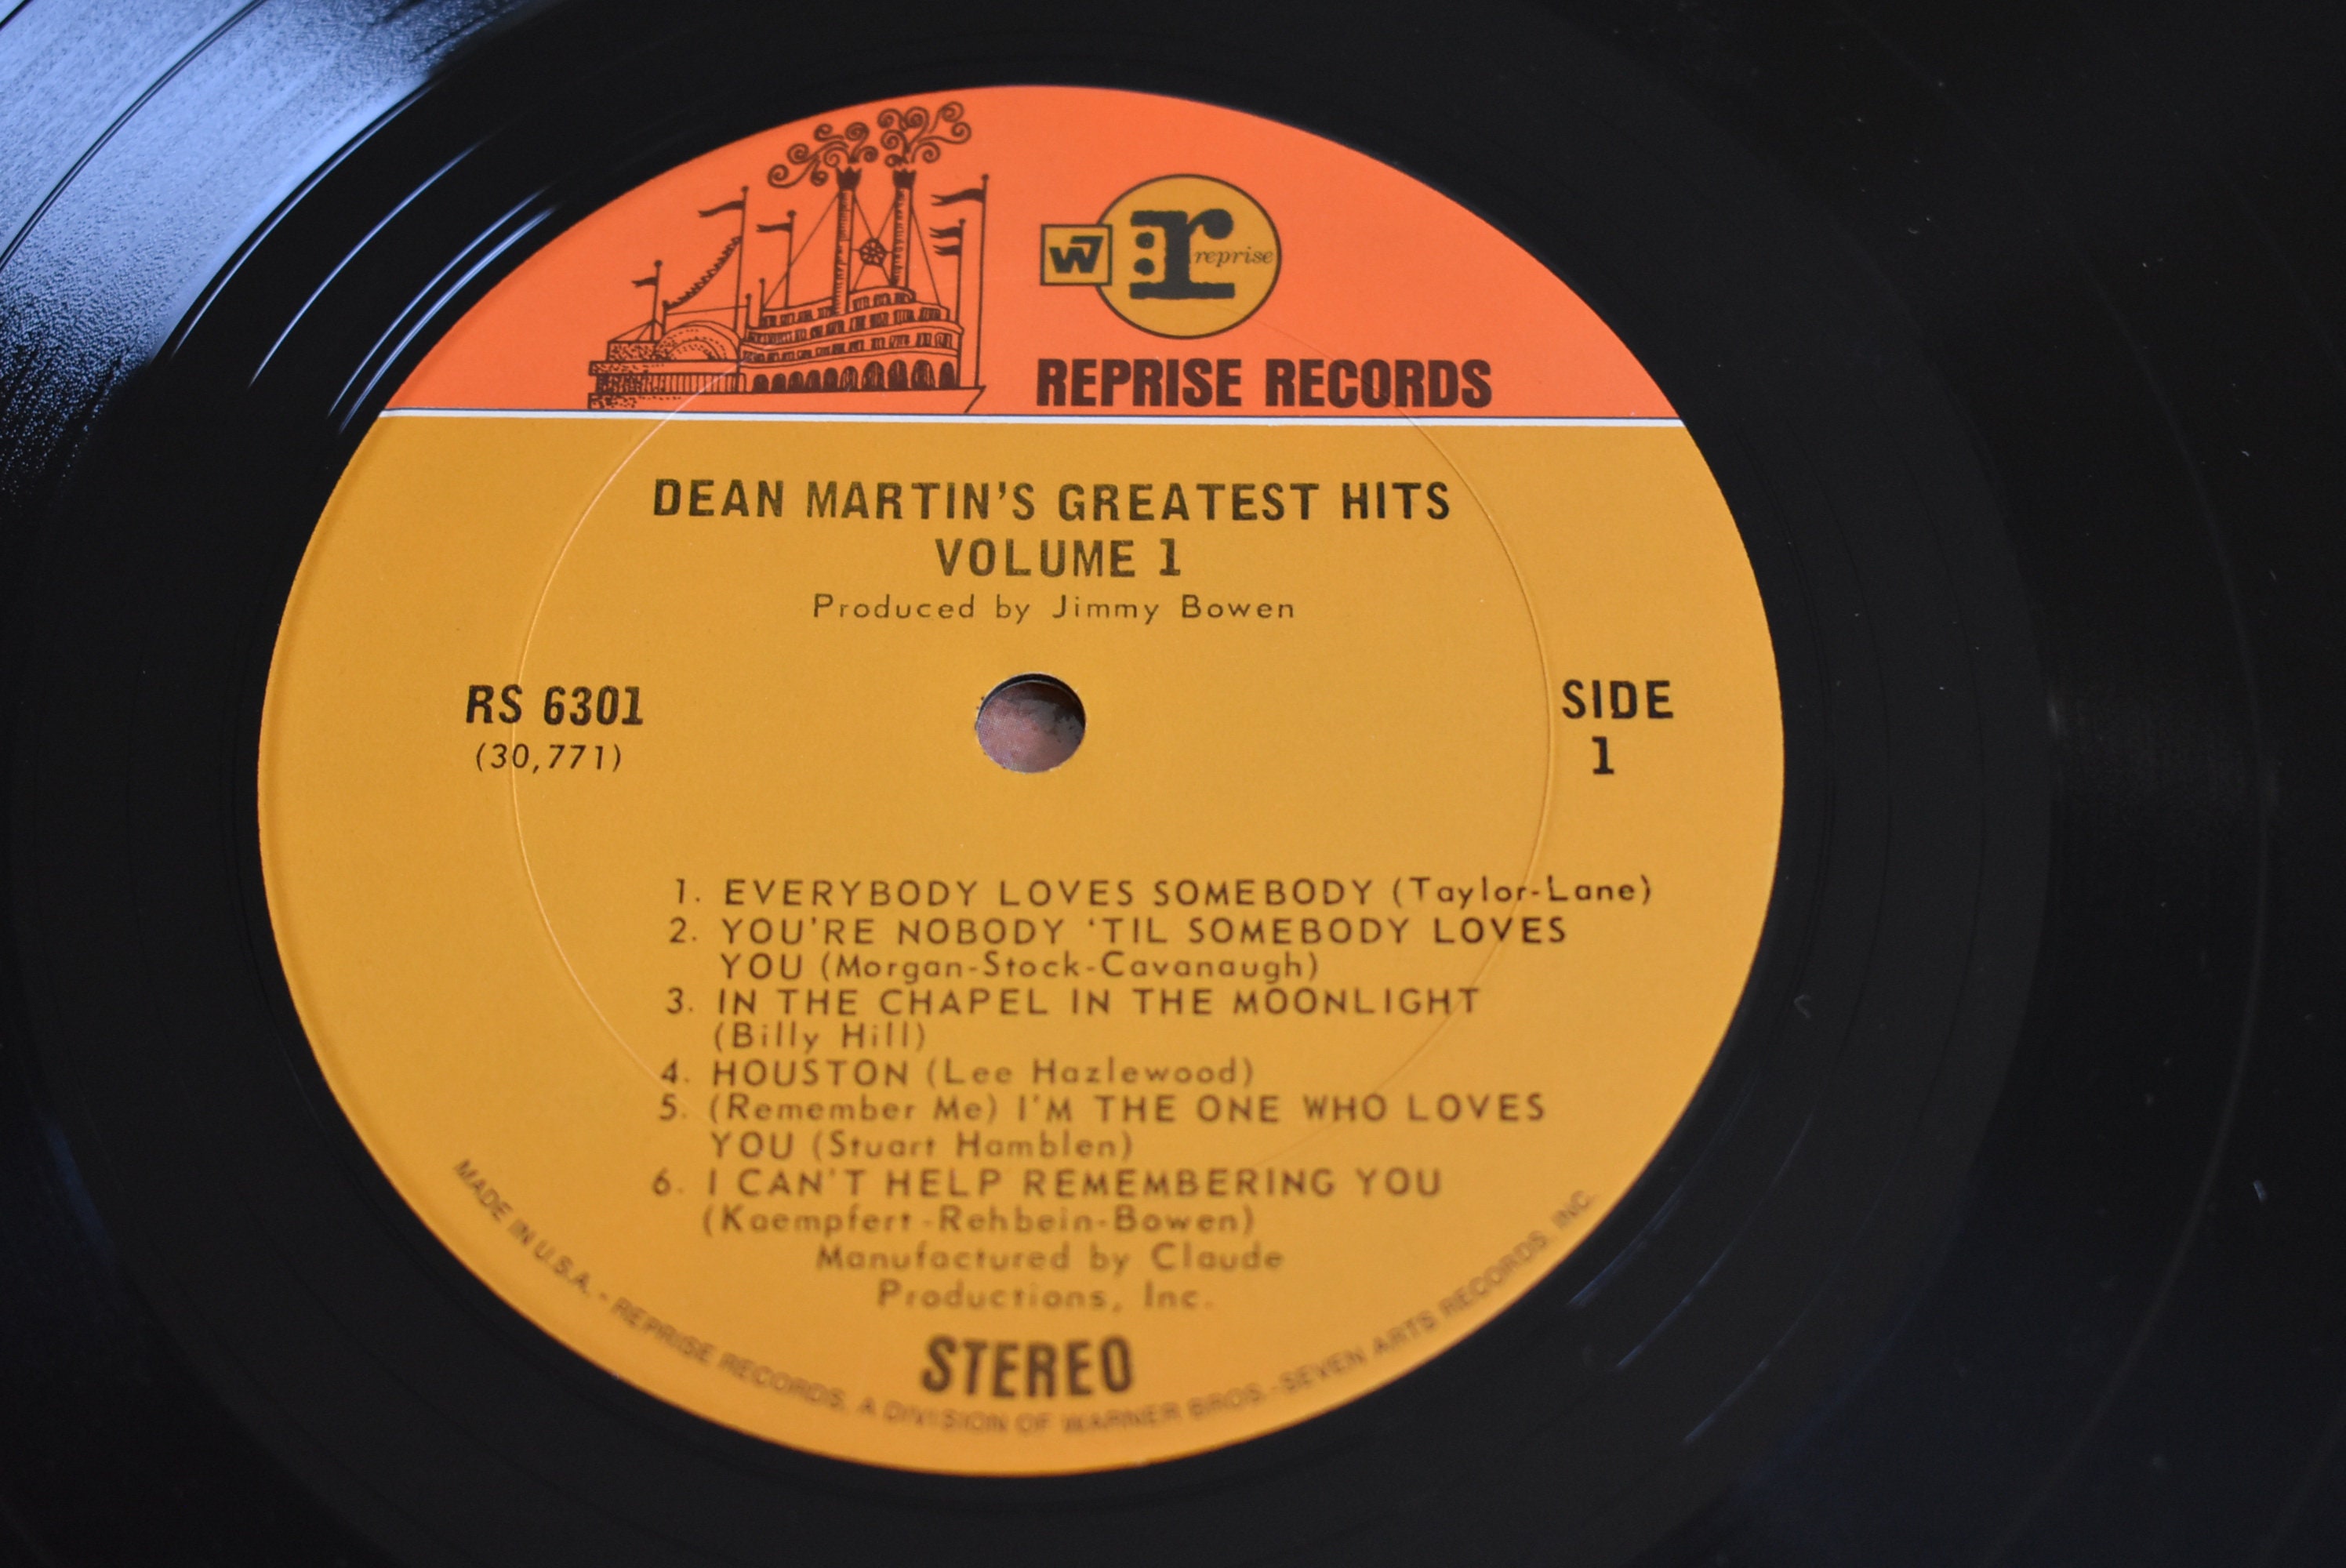 W7 r: reprise
REPRISE RECORDS
DEAN MARTIN'S GREATEST HITS
VOLUME 1
Produced by Jimmy Bowen
RS 6301
(30,771)
SIDE
1
1. EVERYBODY LOVES SOMEBODY (Taylor-Lane)
2. YOU'RE NOBODY 'TIL SOMEBODY LOVES
YOU (Morgan-Stock-Cavanaugh)
3. IN THE CHAPEL IN THE MOONLIGHT
(Billy Hill)
4. HOUSTON (Lee Hazlewood)
5. (Remember Me) I'M THE ONE WHO LOVES
YOU (Stuart Hamblen)
6. I CAN'T HELP REMEMBERING YOU
(Kaempfert-Rehbein-Bowen)
Manufactured by Claude
Productions, Inc.
STEREO
MADE IN U.S.A. - REPRISE RECORDS, A DIVISION OF WARNER BROS.-SEVEN ARTS RECORDS, INC.